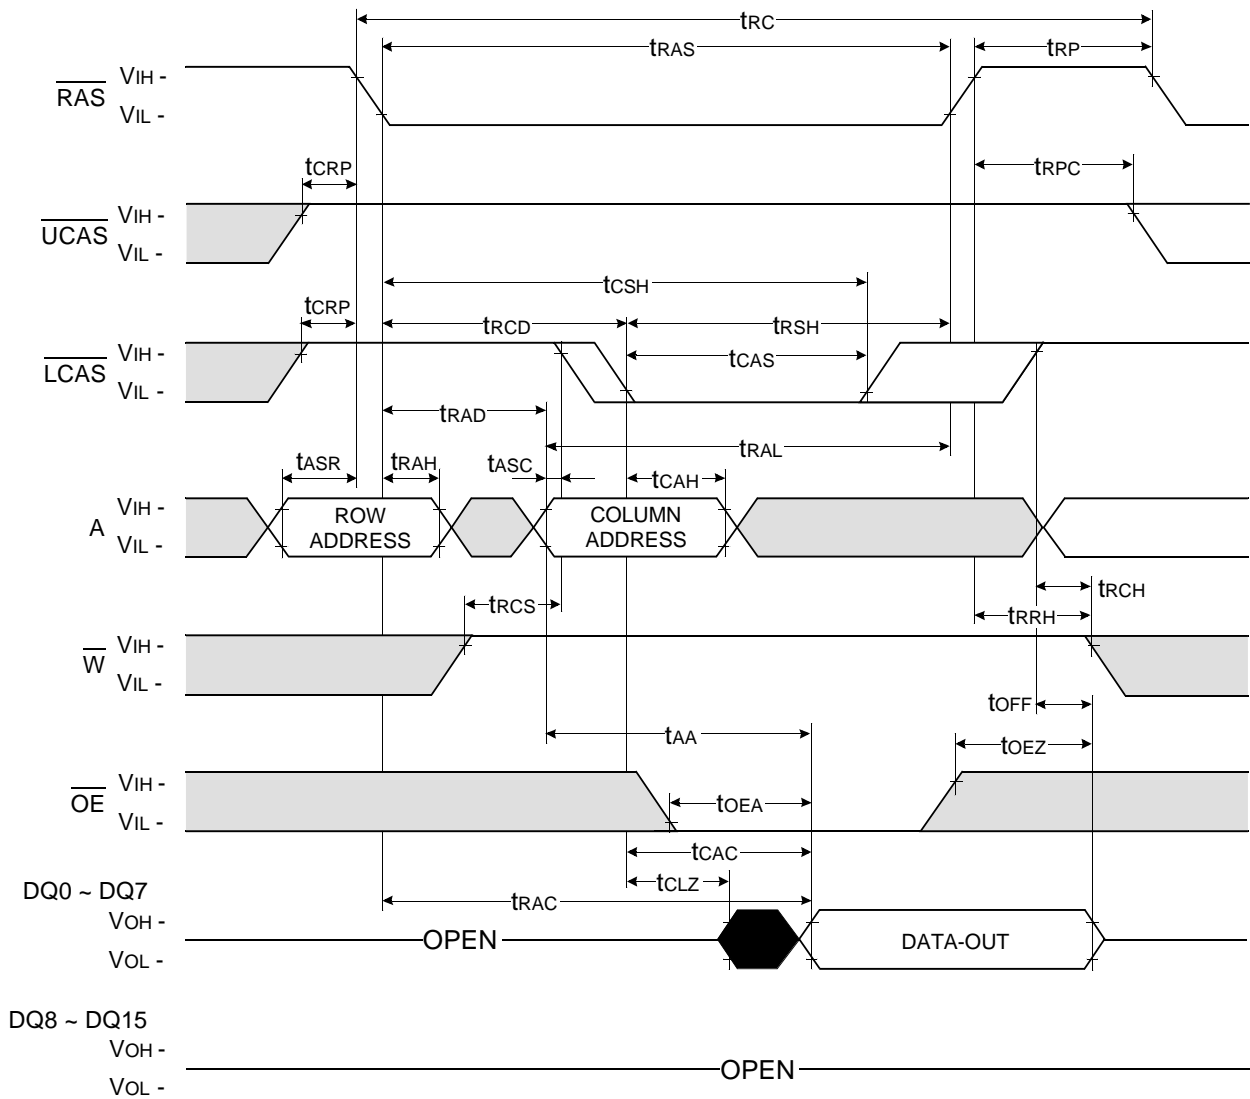 tRC
tRAS
tRP
RAS
VIH -
VIL -
tCRP
tRPC
UCAS
VIH -
VIL -
tCSH
tCRP
tRCD
tRSH
LCAS
VIH -
VIL -
tCAS
tRAD
tRAL
tASR
tRAH
tASC
tCAH
A
VIH -
VIL -
ROW
ADDRESS
COLUMN
ADDRESS
tRCS
tRCH
tRRH
W
VIH -
VIL -
tOFF
tAA
tOEZ
OE
VIH -
VIL -
tOEA
tCAC
tCLZ
tRAC
DQ0 ~ DQ7
VOH -
VOL -
OPEN
DATA-OUT
DQ8 ~ DQ15
VOH -
VOL -
OPEN